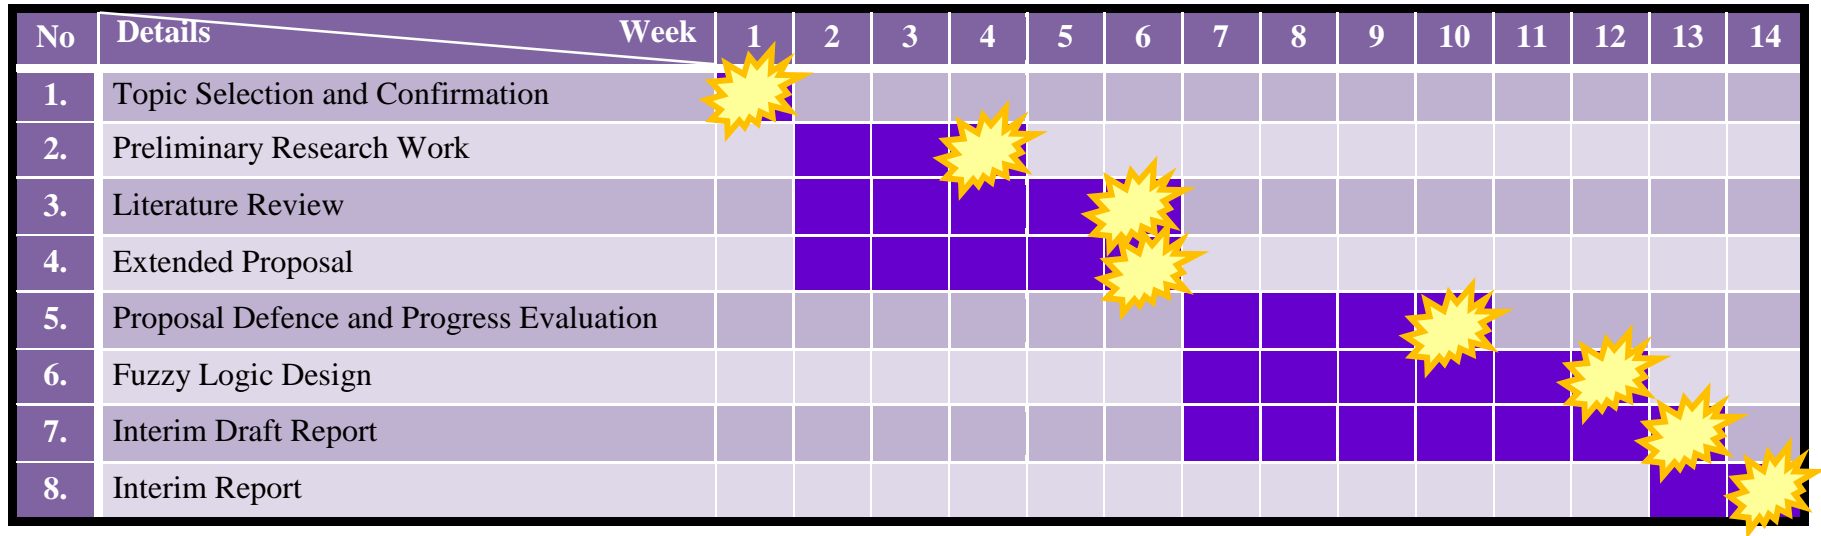 No Details Week 1 2 3 4 5 6 7 8 9 10 11 12 13 14
1. Topic Selection and Confirmation
2. Preliminary Research Work
3. Literature Review
4. Extended Proposal
5. Proposal Defence and Progress Evaluation
6. Fuzzy Logic Design
7. Interim Draft Report
8. Interim Report